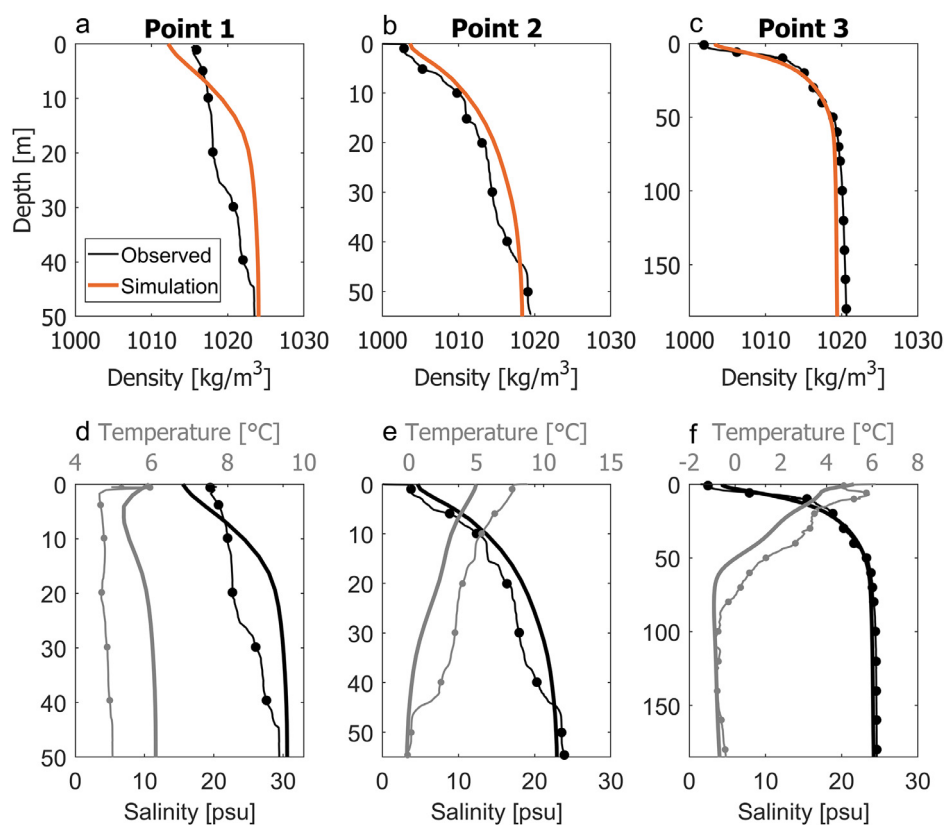 a Point 1 b Point 2 c Point 3
0 0 0
10 10 50
20 20 100
30 30 150
40 40
50 50
Depth [m]
Observed
Simulation
1000 1010 1020 1030 1000 1010 1020 1030 1000 1010 1020 1030
Density [kg/m³] Density [kg/m³] Density [kg/m³]
d Temperature [°C] e Temperature [°C] f Temperature [°C]
4 6 8 10 0 5 10 15 -2 0 2 4 6 8
0 0 0
10 10 50
20 20 100
30 30 150
40 40
50 50
0 10 20 30 0 10 20 30 0 10 20 30
Salinity [psu] Salinity [psu] Salinity [psu]